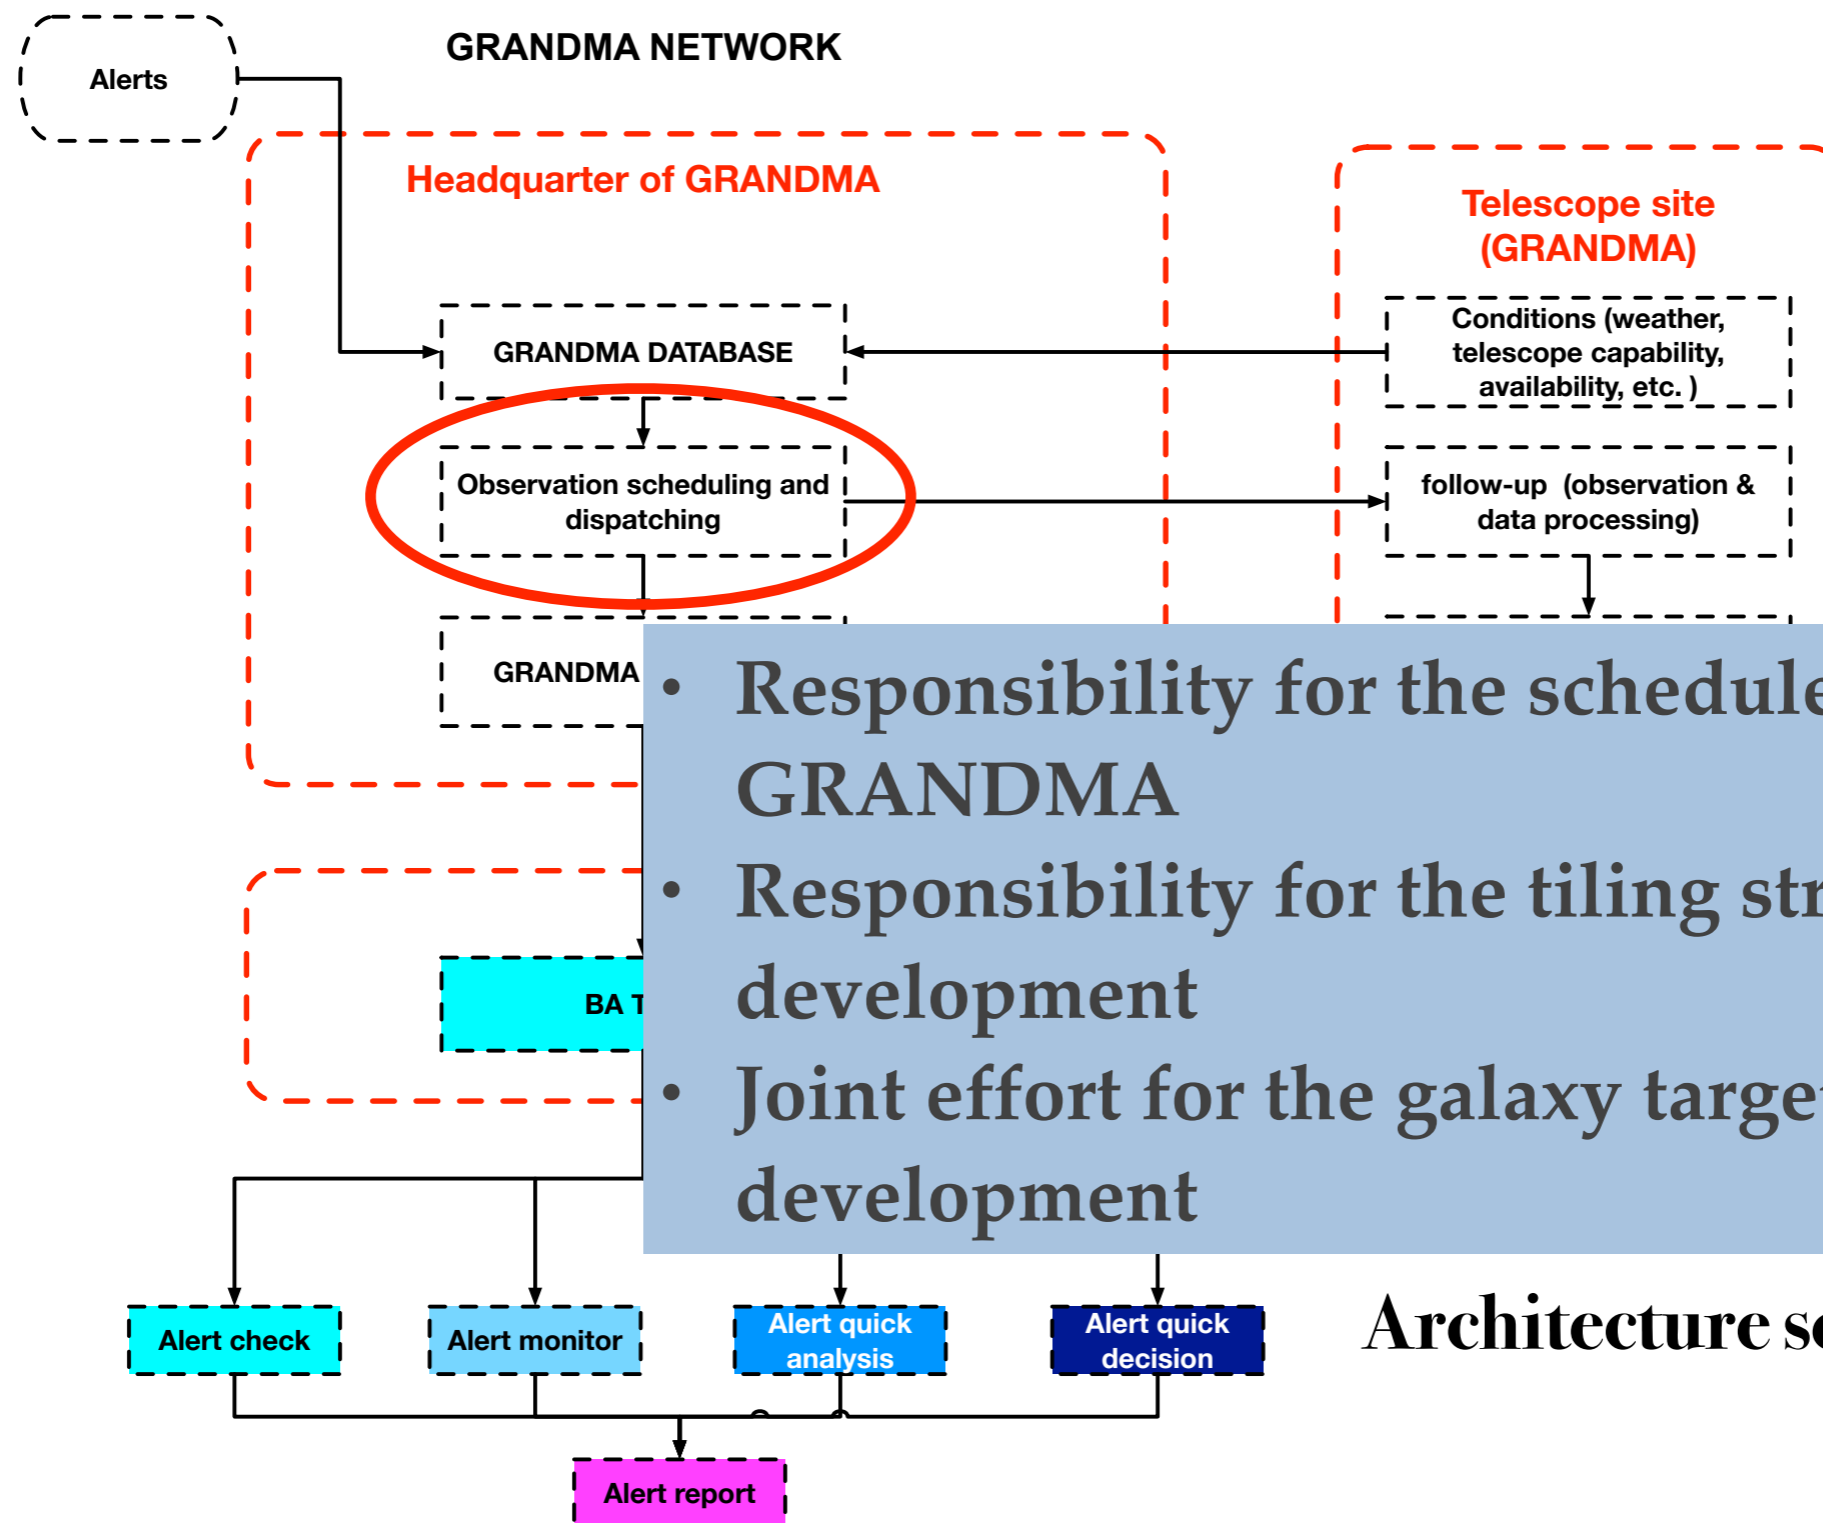 GRANDMA NETWORK
Alerts
Headquarter of GRANDMA
Telescope site
(GRANDMA)
GRANDMA DATABASE
Conditions (weather,
telescope capability,
availability, etc. )
Observation scheduling and
dispatching
follow-up (observation &
data processing)
GRANDMA
• Responsibility for the schedule
GRANDMA
• Responsibility for the tiling
development
BA
• Joint effort for the galaxy
development
Alert check
Alert monitor
Alert quick
analysis
Alert quick
decision
Architecture
Alert report